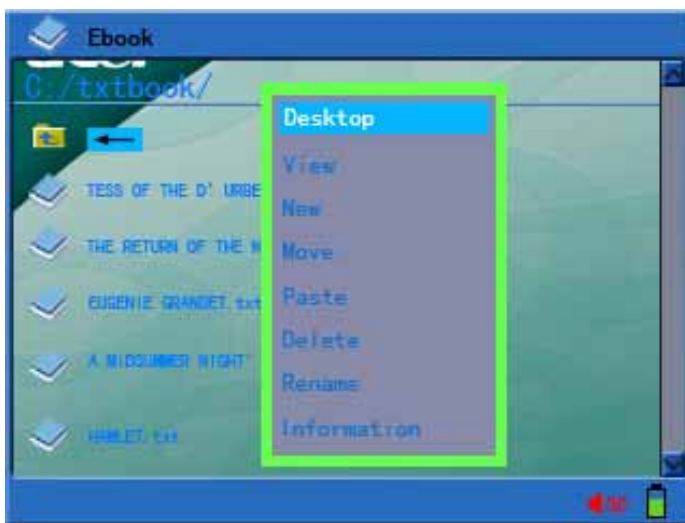 Ebook
C:/txtbook/
TESS OF THE D' URBE
THE RETURN OF THE N
EUGENIE GRANDET.txt
A MIDSUMMER NIGHT'
HAMLET.txt
Desktop
View
New
Move
Paste
Delete
Rename
Information